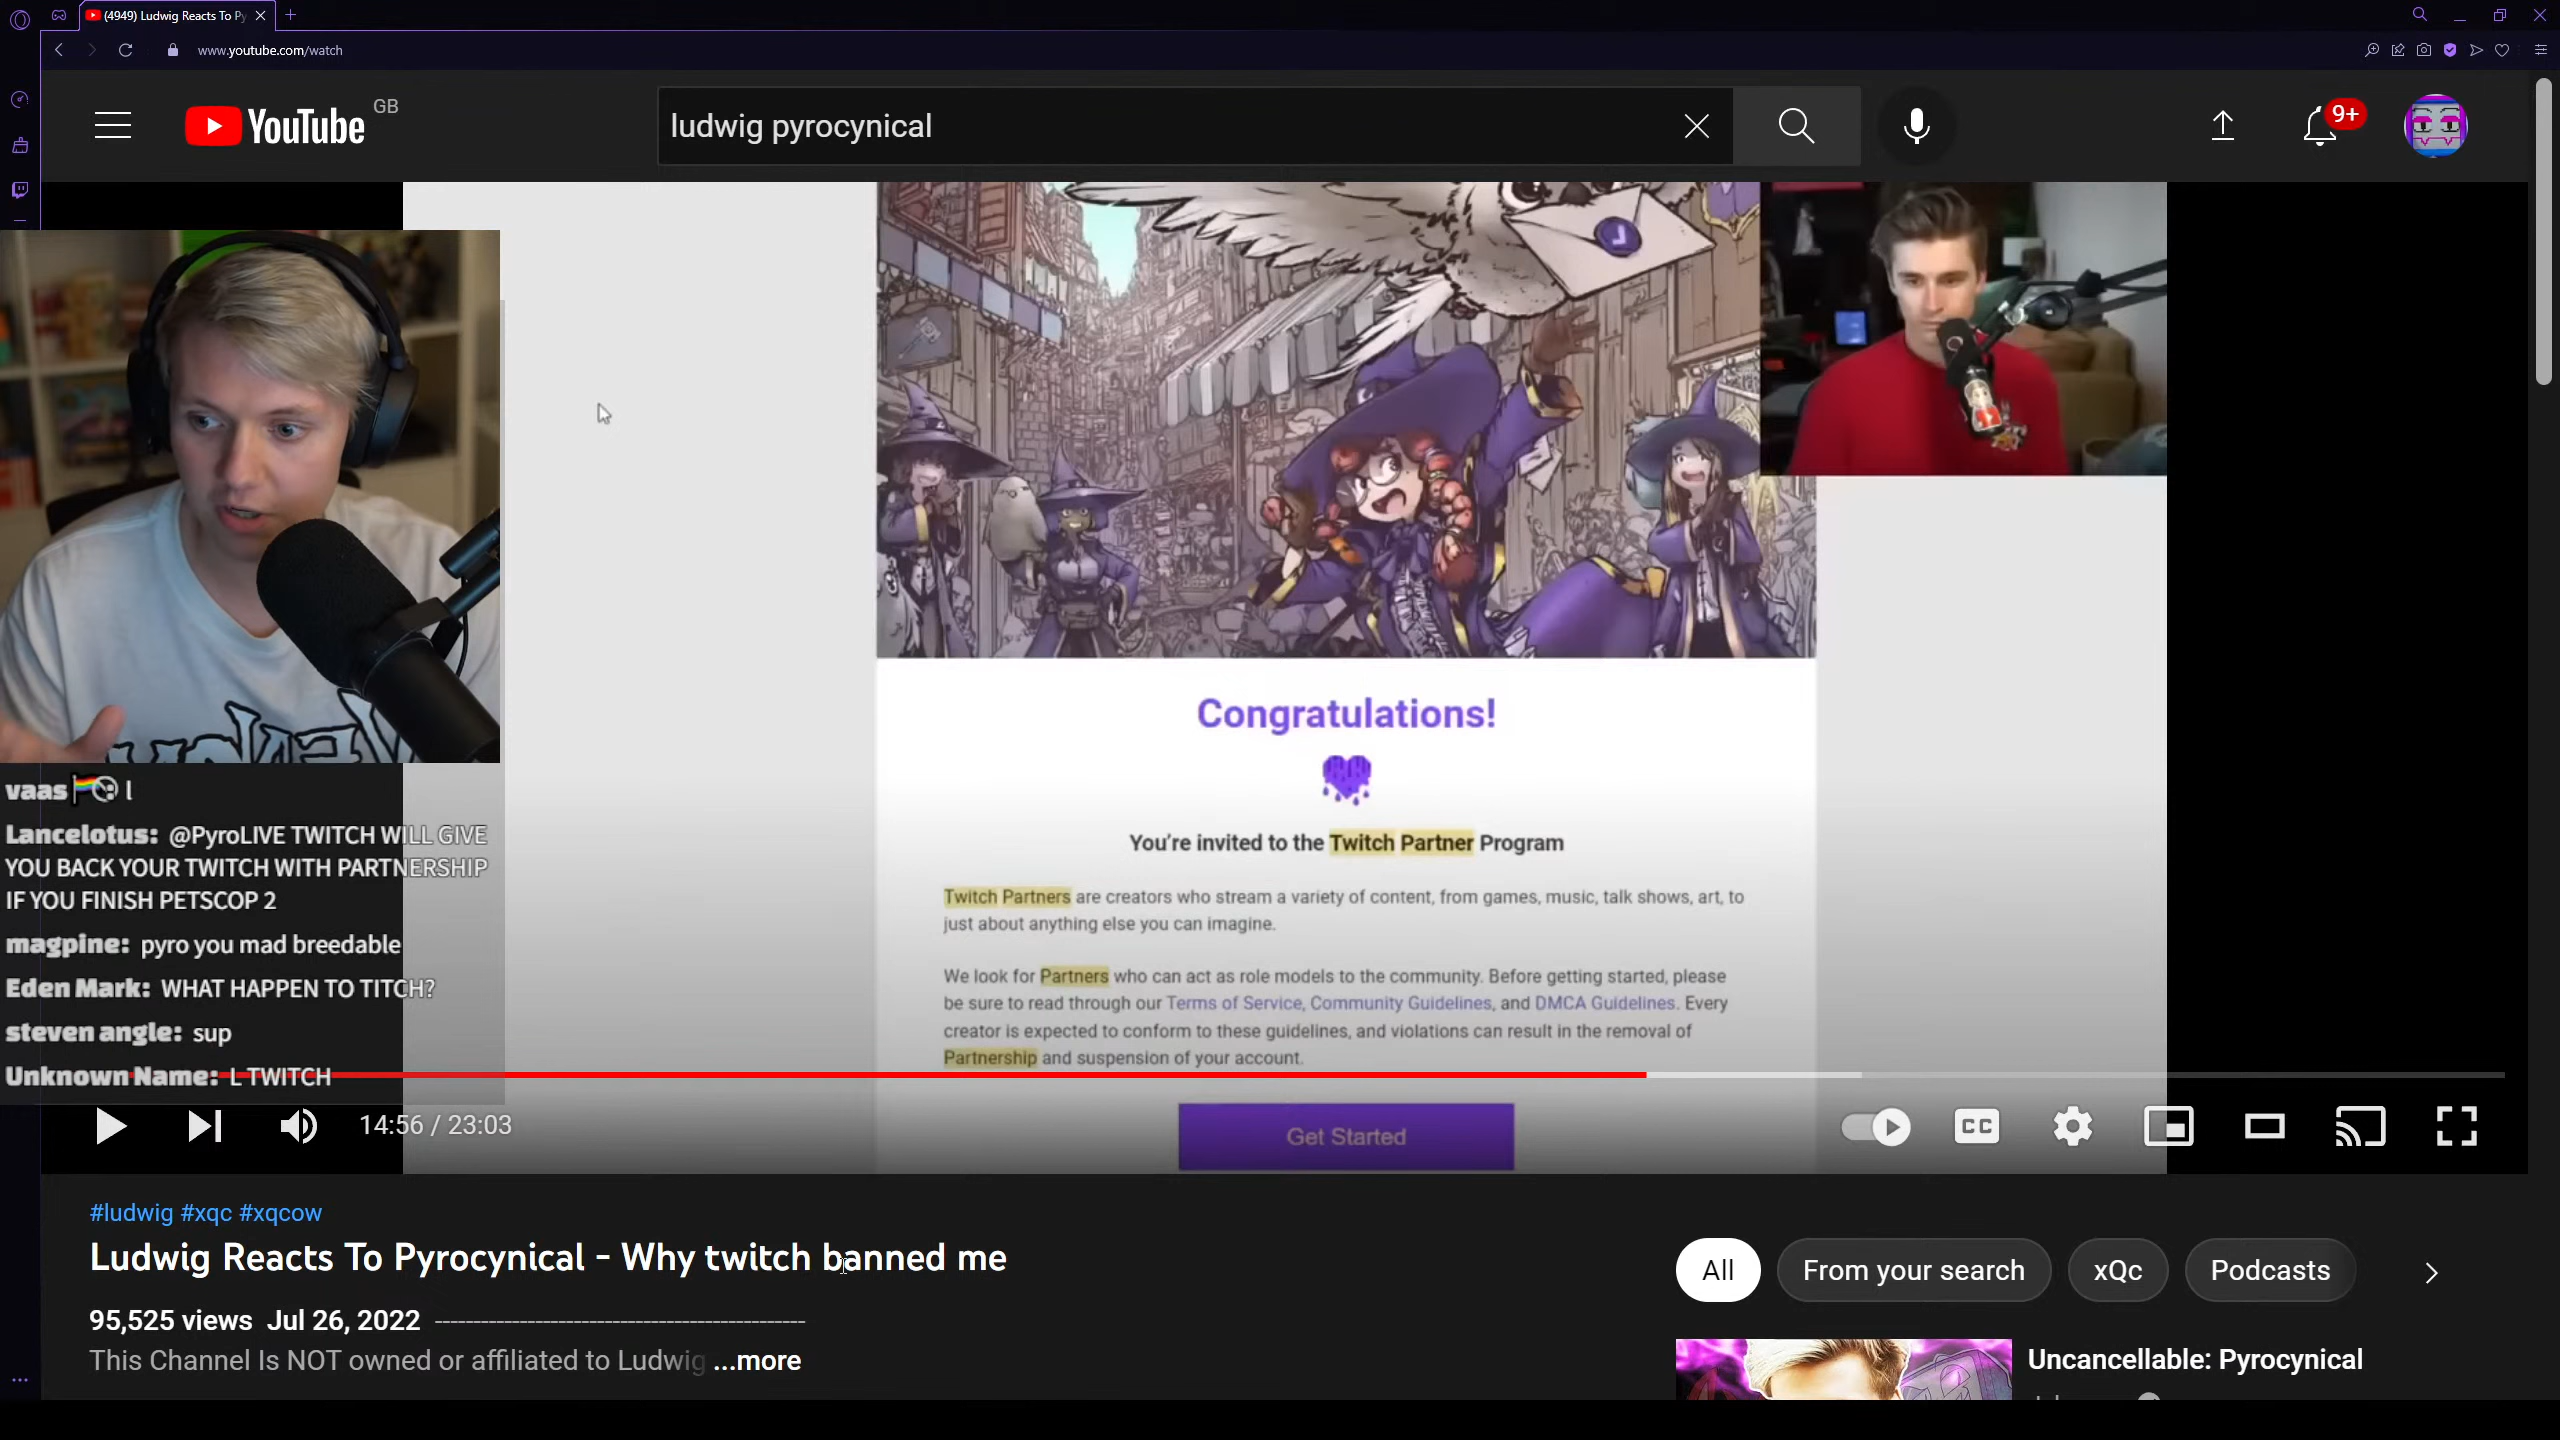 (4949) Ludwig Reacts To Py
www.youtube.com/watch
YouTube GB
ludwig pyrocynical
9+
Congratulations!
You're invited to the Twitch Partner Program
Twitch Partners are creators who stream a variety of content, from games, music, talk shows, art, to
just about anything else you can imagine.
We look for Partners who can act as role models to the community. Before getting started, please
be sure to read through our Terms of Service, Community Guidelines, and DMCA Guidelines. Every
creator is expected to conform to these guidelines, and violations can result in the removal of
Partnership and suspension of your account.
Get Started
vaas🏳️‍🌈🚫: l
Lancelotus: @PyroLIVE TWITCH WILL GIVE
YOU BACK YOUR TWITCH WITH PARTNERSHIP
IF YOU FINISH PETSCOP 2
magpine: pyro you mad breedable
Eden Mark: WHAT HAPPEN TO TITCH?
steven angle: sup
Unknown Name: L TWITCH
14:56 / 23:03
CC
#ludwig #xqc #xqcow
Ludwig Reacts To Pyrocynical - Why twitch banned me
95,525 views Jul 26, 2022 ----------------------------------------------
This Channel Is NOT owned or affiliated to Ludwig ...more
All
From your search
xQc
Podcasts
Uncancellable: Pyrocynical